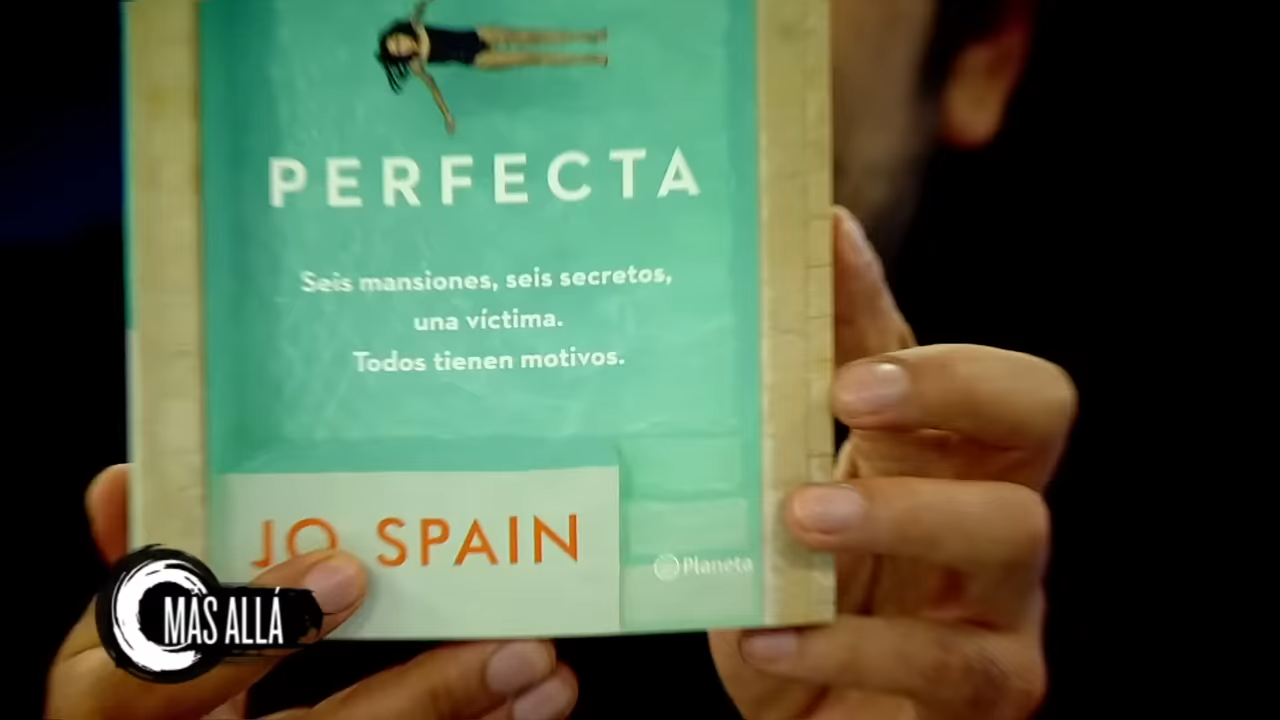 PERFECTA
Seis mansiones, seis secretos,
una víctima.
Todos tienen motivos.
JO SPAIN
Planeta
MÁS ALLÁ